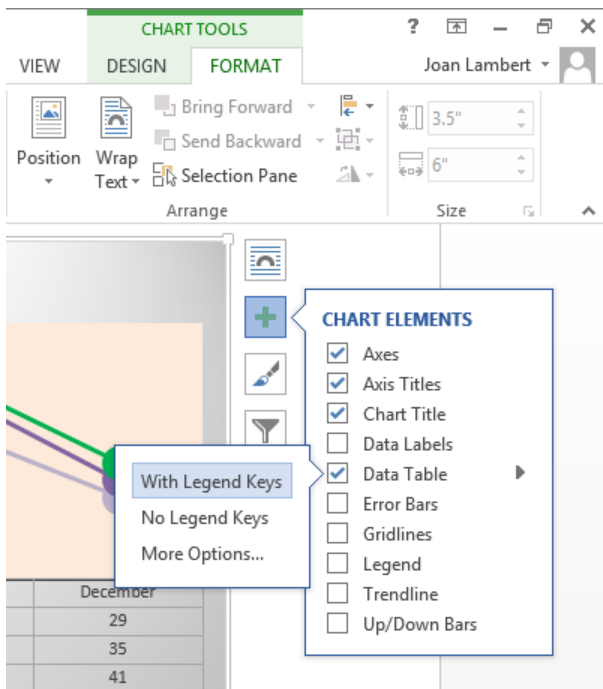 CHART TOOLS
?
VIEW DESIGN FORMAT Joan Lambert
Position
Wrap Text
Bring Forward
Send Backward
Selection Pane
3.5"
6"
Arrange Size
CHART ELEMENTS
Axes
Axis Titles
Chart Title
Data Labels
Data Table
Error Bars
Gridlines
Legend
Trendline
Up/Down Bars
With Legend Keys
No Legend Keys
More Options...
December
29
35
41